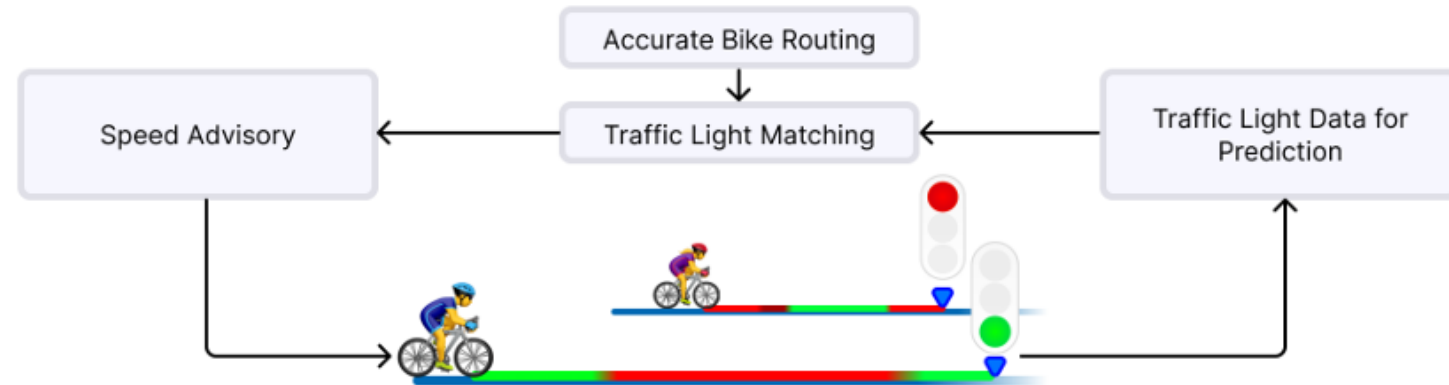 Accurate Bike Routing
Speed Advisory
Traffic Light Matching
Traffic Light Data for
Prediction